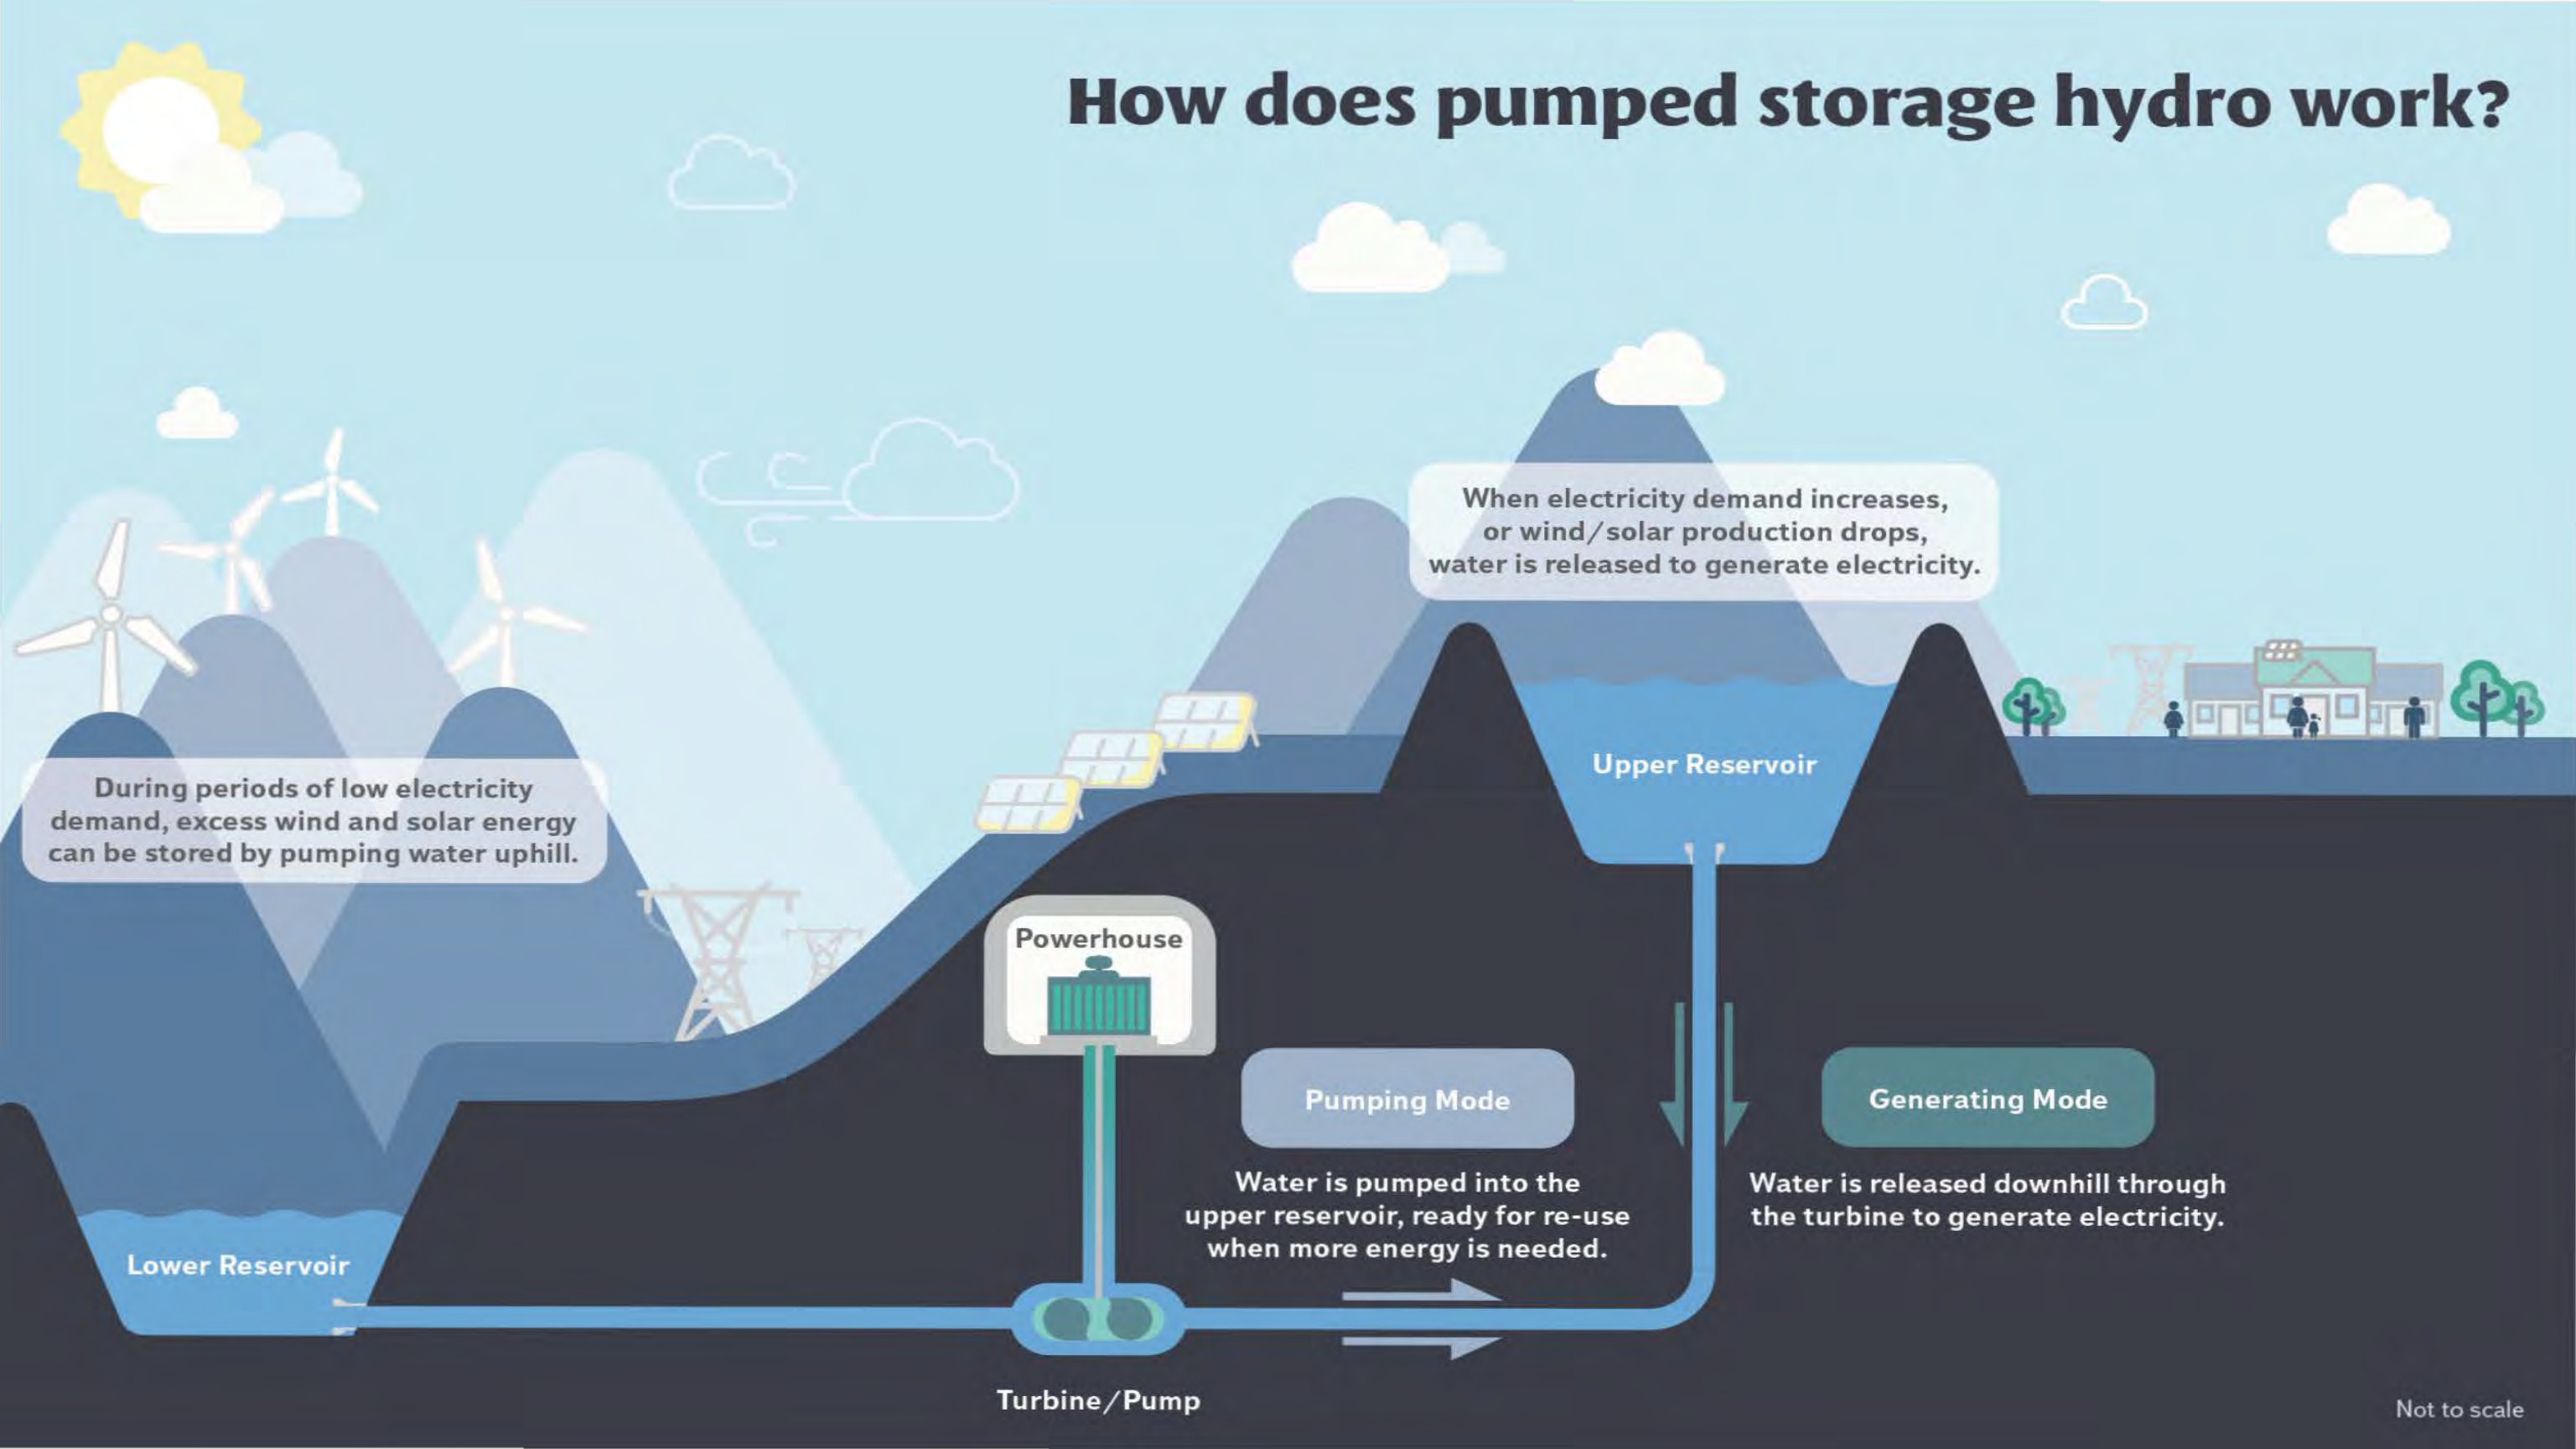 How does pumped storage hydro work?
When electricity demand increases,
or wind/solar production drops,
water is released to generate electricity.
During periods of low electricity
demand, excess wind and solar energy
can be stored by pumping water uphill.
Upper Reservoir
Powerhouse
Pumping Mode
Water is pumped into the
upper reservoir, ready for re-use
when more energy is needed.
Generating Mode
Water is released downhill through
the turbine to generate electricity.
Lower Reservoir
Turbine/Pump
Not to scale